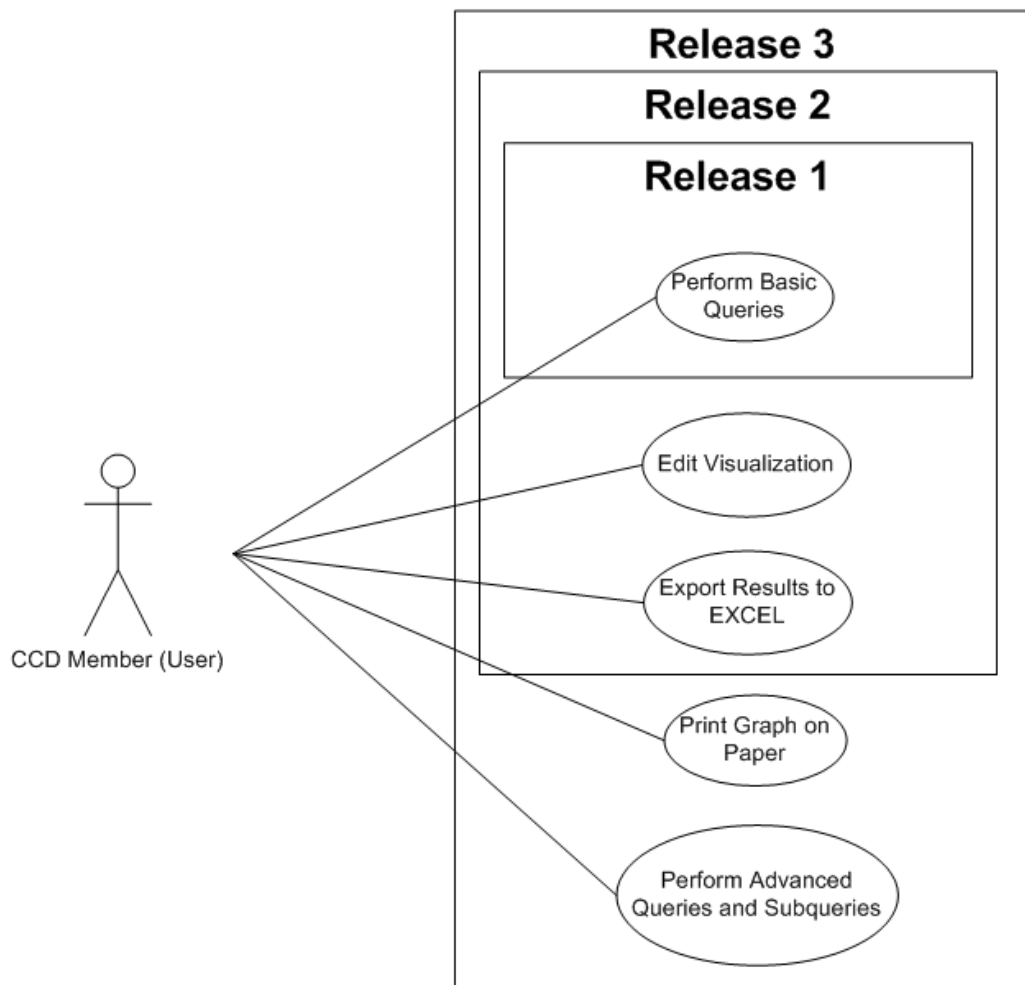 Release 3
Release 2
Release 1
Perform Basic
Queries
Edit Visualization
Export Results to
EXCEL
CCD Member (User)
Print Graph on
Paper
Perform Advanced
Queries and Subqueries